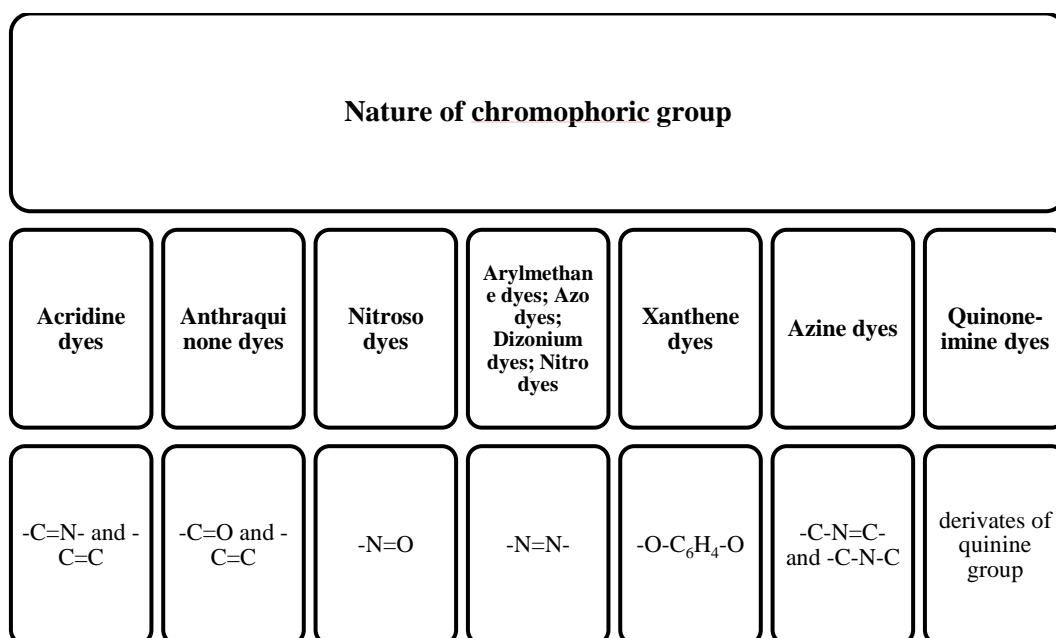 Nature of chromophoric group
Acridine
dyes
Anthraqui
none dyes
Nitroso
dyes
Arylmethan
e dyes; Azo
dyes;
Dizonium
dyes; Nitro
dyes
Xanthene
dyes
Azine dyes
Quinone-
imine dyes
-C=N- and -
C=C
-C=O and -
C=C
-N=O
-N=N-
-O-C₆H₄-O
-C-N=C-
and -C-N-C
derivates of
quinine
group